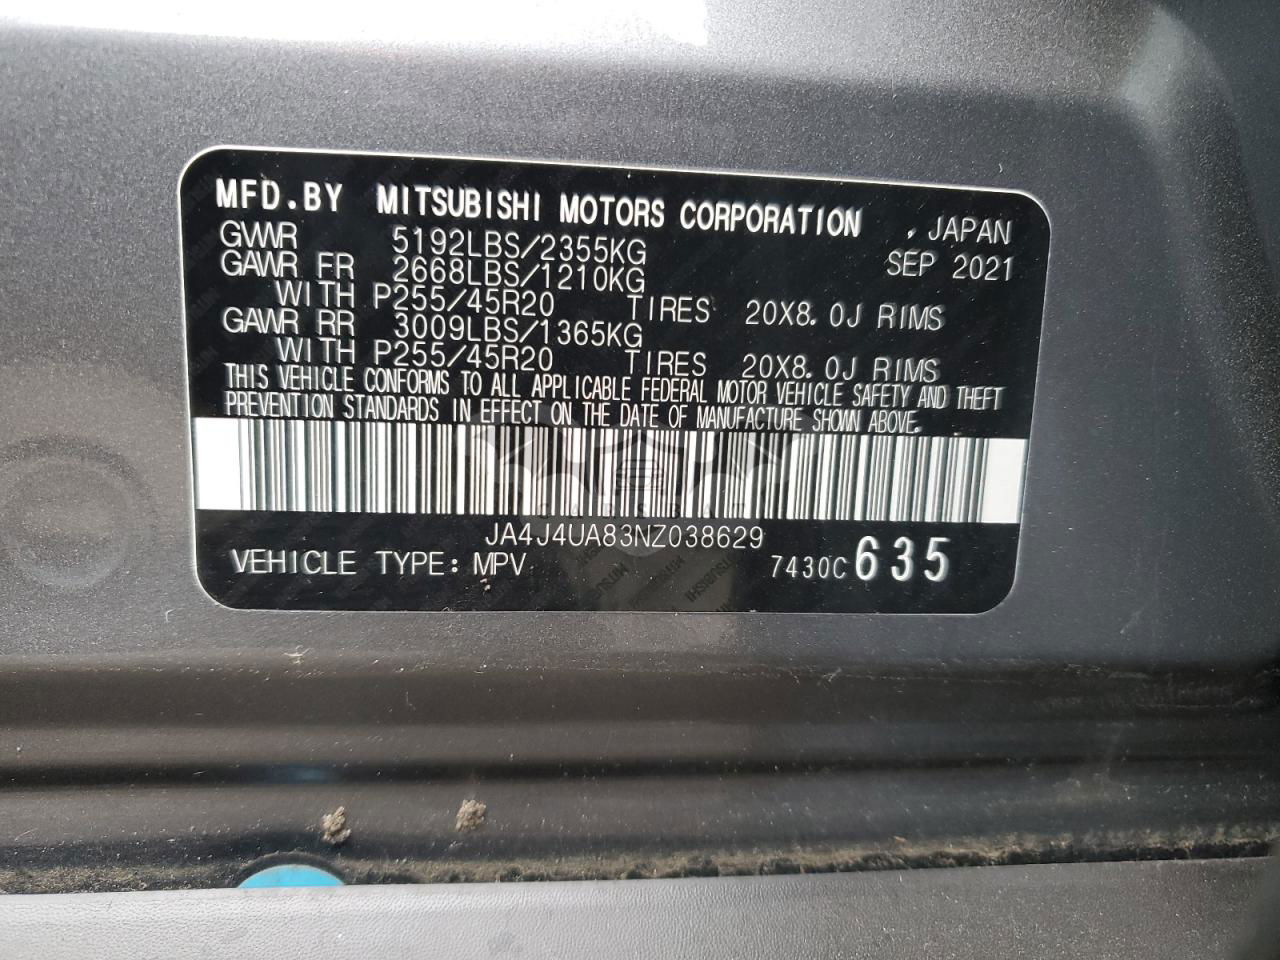 MFD.BY MITSUBISHI MOTORS CORPORATION , JAPAN
GVWR 5192LBS/2355KG SEP 2021
GAWR FR 2668LBS/1210KG
WITH P255/45R20 TIRES 20X8.0J RIMS
GAWR RR 3009LBS/1365KG
WITH P255/45R20 TIRES 20X8.0J RIMS
THIS VEHICLE CONFORMS TO ALL APPLICABLE FEDERAL MOTOR VEHICLE SAFETY AND THEFT
PREVENTION STANDARDS IN EFFECT ON THE DATE OF MANUFACTURE SHOWN ABOVE.
JA4J4UA83NZ038629
VEHICLE TYPE: MPV 7430C 635